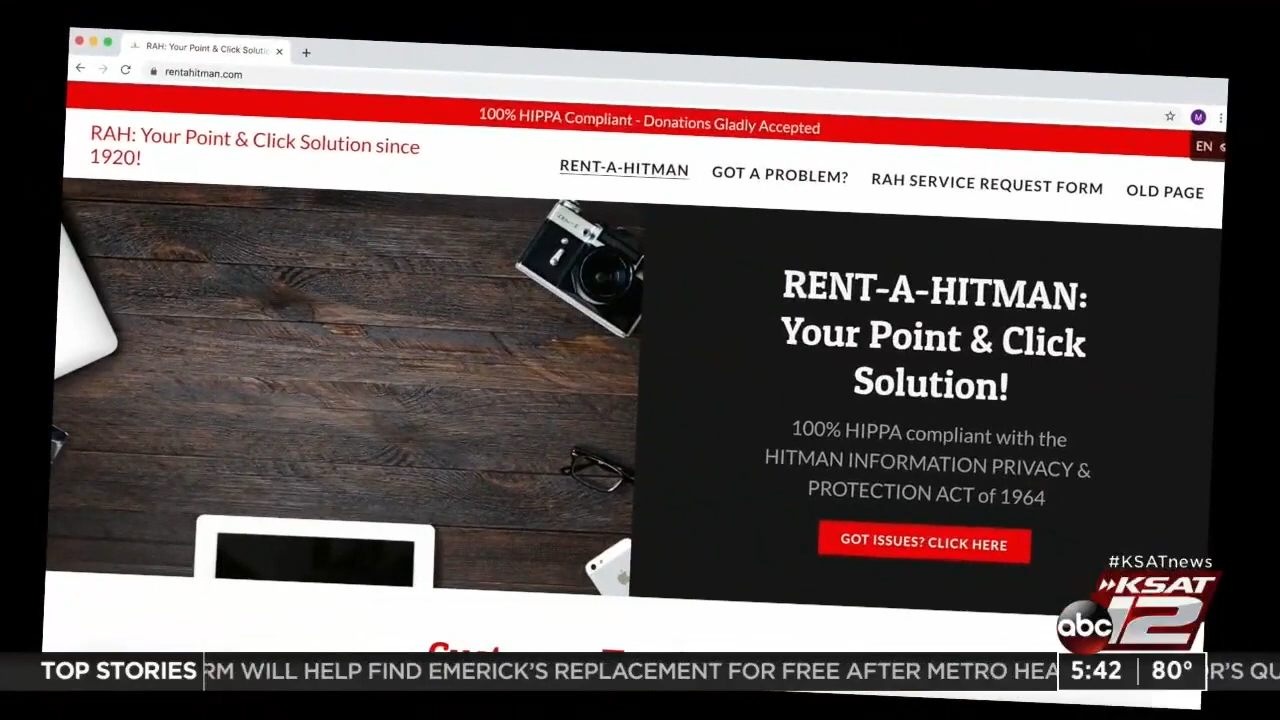 RAH: Your Point & Click Soluti
rentahitman.com
M
100% HIPPA Compliant - Donations Gladly Accepted
EN
RAH: Your Point & Click Solution since
1920!
RENT-A-HITMAN
GOT A PROBLEM?
RAH SERVICE REQUEST FORM
OLD PAGE
RENT-A-HITMAN:
Your Point & Click
Solution!
100% HIPPA compliant with the
HITMAN INFORMATION PRIVACY &
PROTECTION ACT of 1964
GOT ISSUES? CLICK HERE
#KSATnews
KSAT
abc 12
TOP STORIES
RM WILL HELP FIND EMERICK'S REPLACEMENT FOR FREE AFTER METRO HEA
5:42 80°
OR'S QU